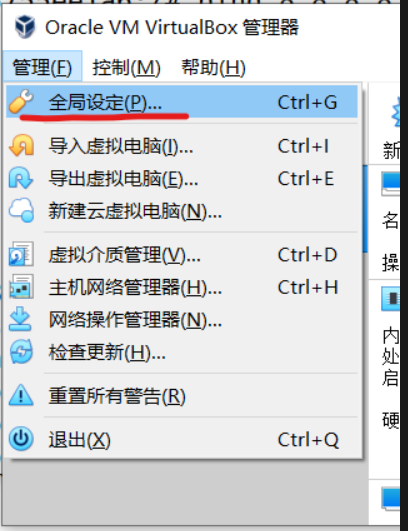 Oracle VM VirtualBox 管理器
管理(F) 控制(M) 帮助(H)
全局设定(P)... Ctrl+G
导入虚拟电脑(I)... Ctrl+I
导出虚拟电脑(E)... Ctrl+E
新建云虚拟电脑(N)...
虚拟介质管理(V)... Ctrl+D
主机网络管理器(H)... Ctrl+H
网络操作管理器(N)...
检查更新(H)...
重置所有警告(R)
退出(X) Ctrl+Q
新
名
操
内
处
启
硬